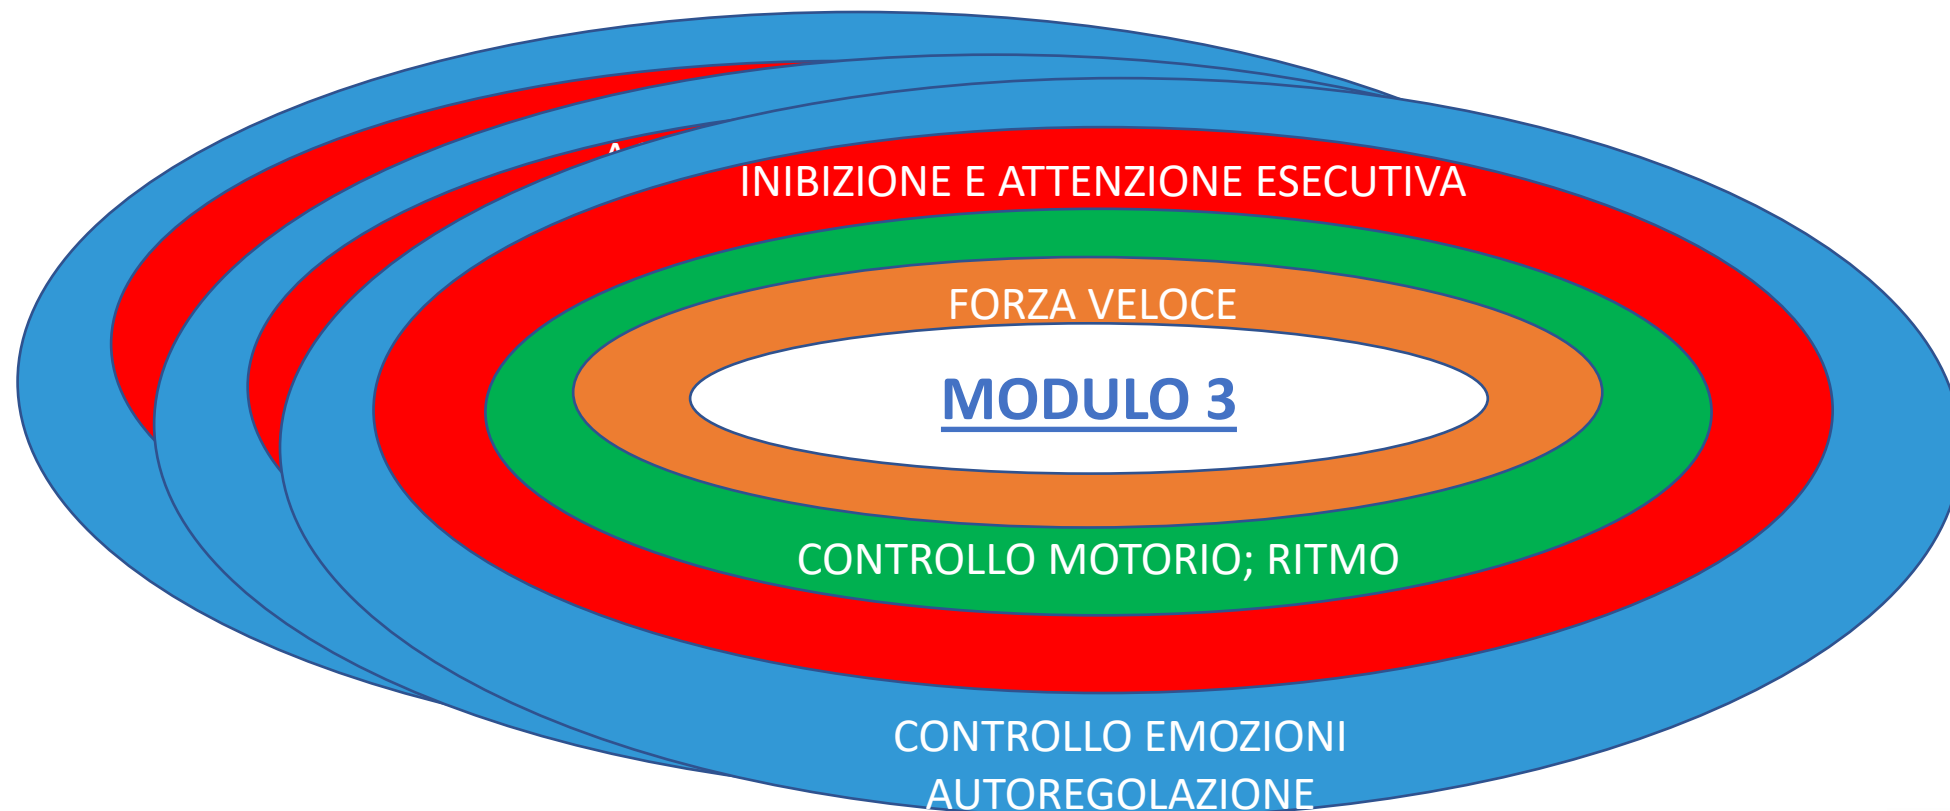 INIBIZIONE E ATTENZIONE ESECUTIVA
FORZA VELOCE
MODULO 3
CONTROLLO MOTORIO; RITMO
CONTROLLO EMOZIONI
AUTOREGOLAZIONE